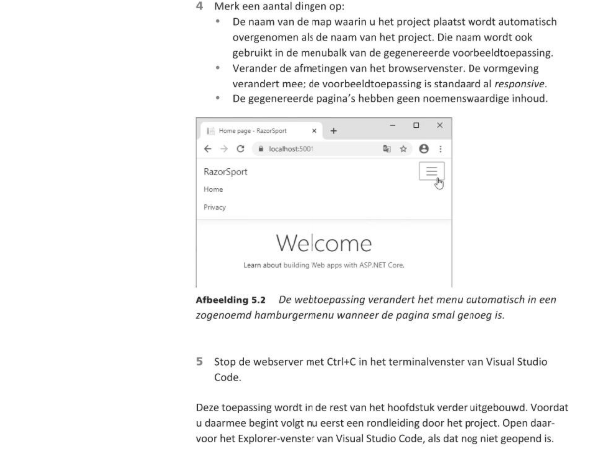 4 Merk een aantal dingen op:
• De naam van de map waarin u het project plaatst wordt automatisch
overgenomen als de naam van het project. Die naam wordt ook
gebruikt in de menubalk van de gegenereerde voorbeeldtoepassing.
• Verander de afmetingen van het browservenster. De vormgeving
verandert mee; de voorbeeldtoepassing is standaard al responsive.
• De gegenereerde pagina's hebben geen noemenswaardige inhoud.
Home page - RazorSport
localhost:5001
RazorSport
Home
Privacy
Welcome
Learn about building Web apps with ASP.NET Core.
Afbeelding 5.2 De webtoepassing verandert het menu automatisch in een
zogenoemd hamburgermenu wanneer de pagina smal genoeg is.
5 Stop de webserver met Ctrl+C in het terminalvenster van Visual Studio
Code.
Deze toepassing wordt in de rest van het hoofdstuk verder uitgebouwd. Voordat
u daarmee begint volgt nu eerst een rondleiding door het project. Open daar-
voor het Explorer-venster van Visual Studio Code, als dat nog niet geopend is.